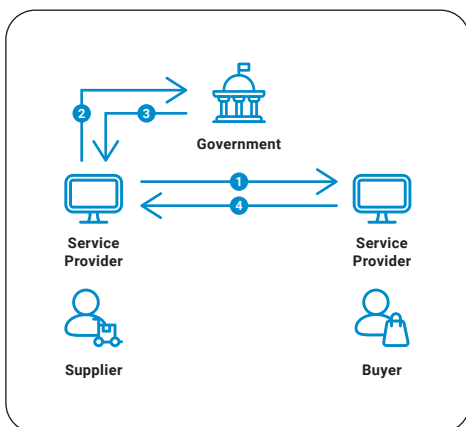 2
3
Government
1
4
Service
Provider
Service
Provider
Supplier
Buyer